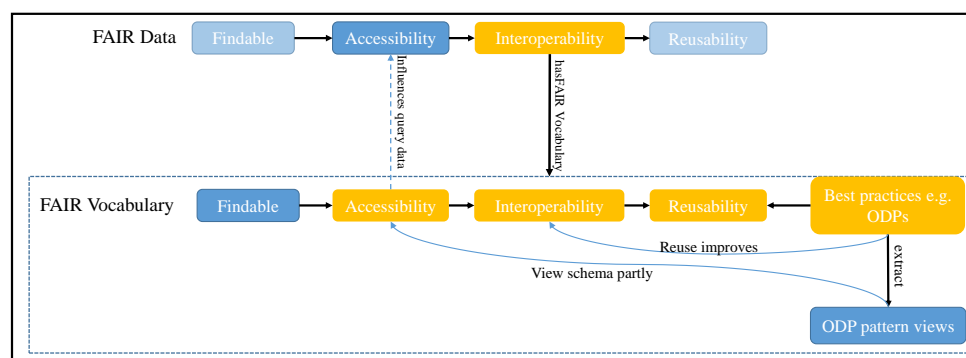 FAIR Data
Findable
Accessibility
Interoperability
Reusability
Influences query data
hasFAIR Vocabulary
FAIR Vocabulary
Findable
Accessibility
Interoperability
Reusability
Best practices e.g.
ODPs
Reuse improves
View schema partly
extract
ODP pattern views